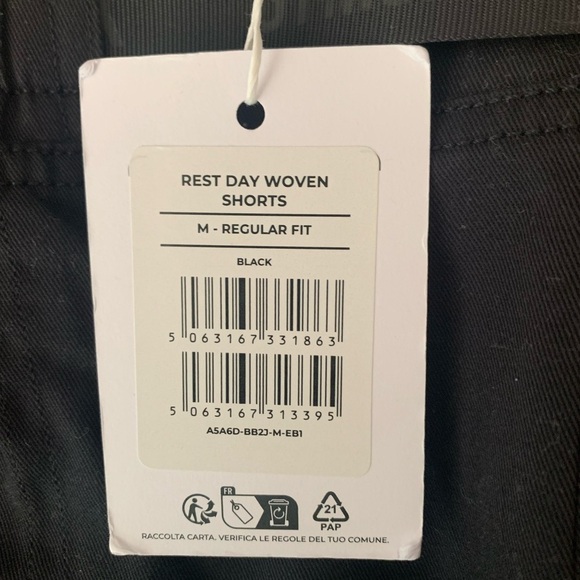 REST DAY WOVEN
SHORTS
M - REGULAR FIT
BLACK
5 063167 331863
5 063167 313395
A5A6D-BB2J-M-EB1
FR
21
PAP
RACCOLTA CARTA. VERIFICA LE REGOLE DEL TUO COMUNE.